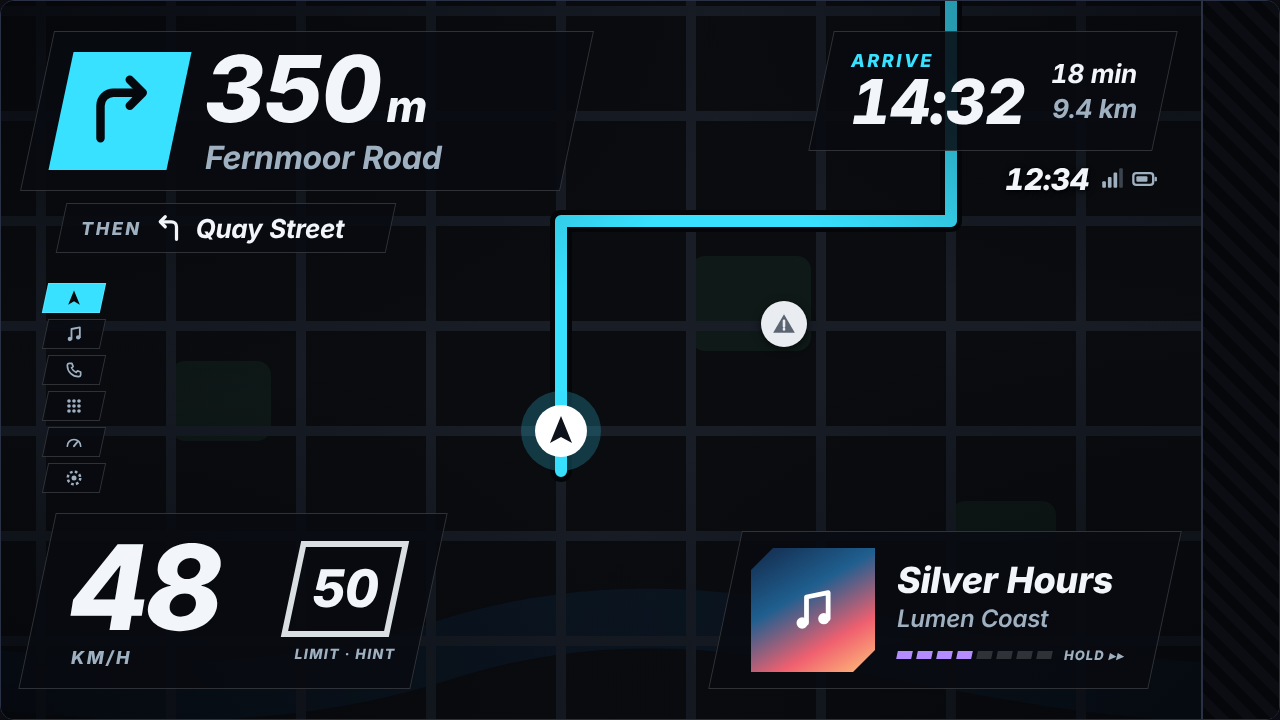 350 m
Fernmoor Road
THEN Quay Street
ARRIVE
14:32
18 min
9.4 km
12:34
48
KM/H
50
LIMIT · HINT
Silver Hours
Lumen Coast
HOLD ▸▸